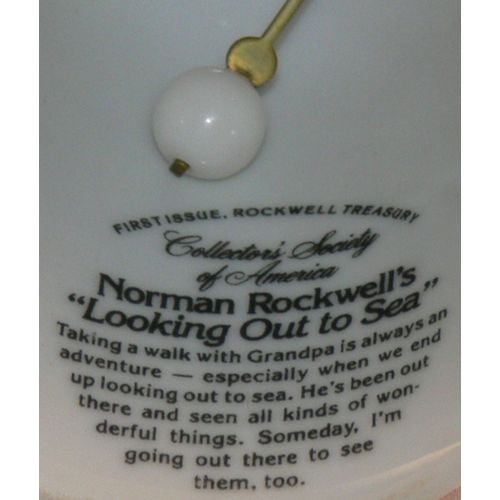 FIRST ISSUE, ROCKWELL TREASURY
Collector's Society
of America
Norman Rockwell's
"Looking Out to Sea"
Taking a walk with Grandpa is always an
adventure — especially when we end
up looking out to sea. He's been out
there and seen all kinds of won-
derful things. Someday, I'm
going out there to see
them, too.